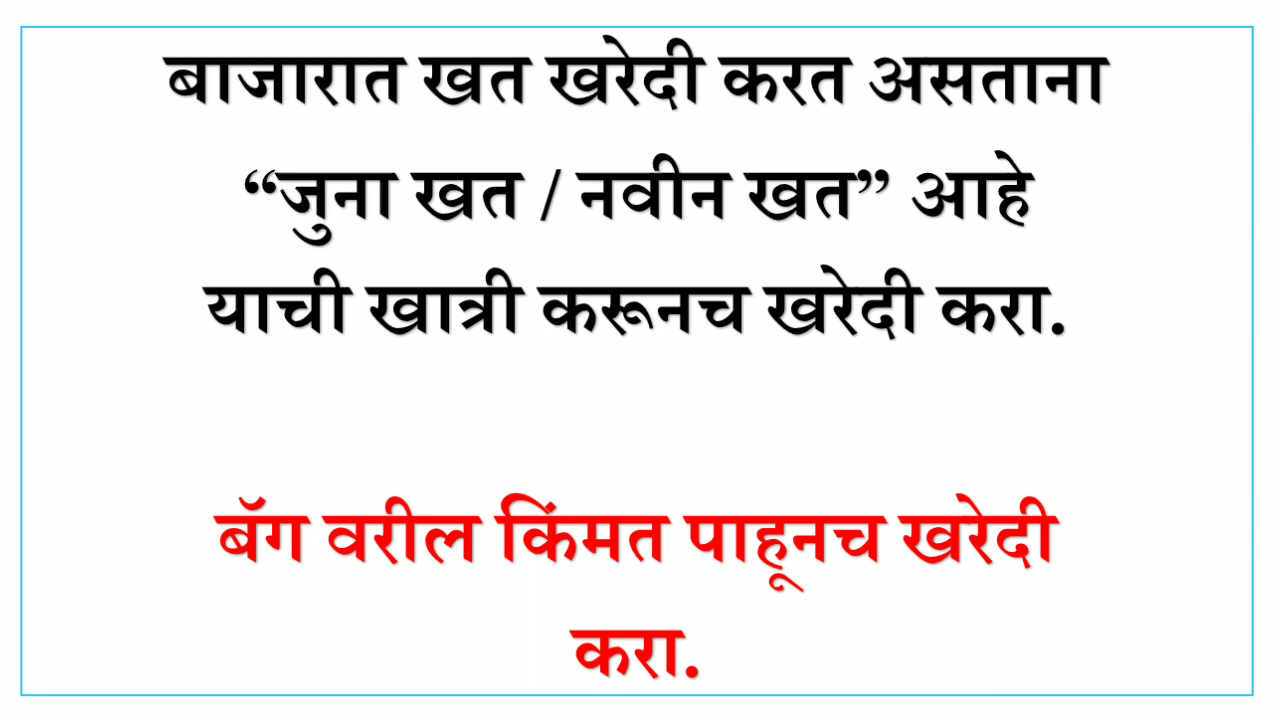 बाजारात खत खरेदी करत असताना
“जुना खत / नवीन खत” आहे
याची खात्री करूनच खरेदी करा.
बॅग वरील किंमत पाहूनच खरेदी
करा.